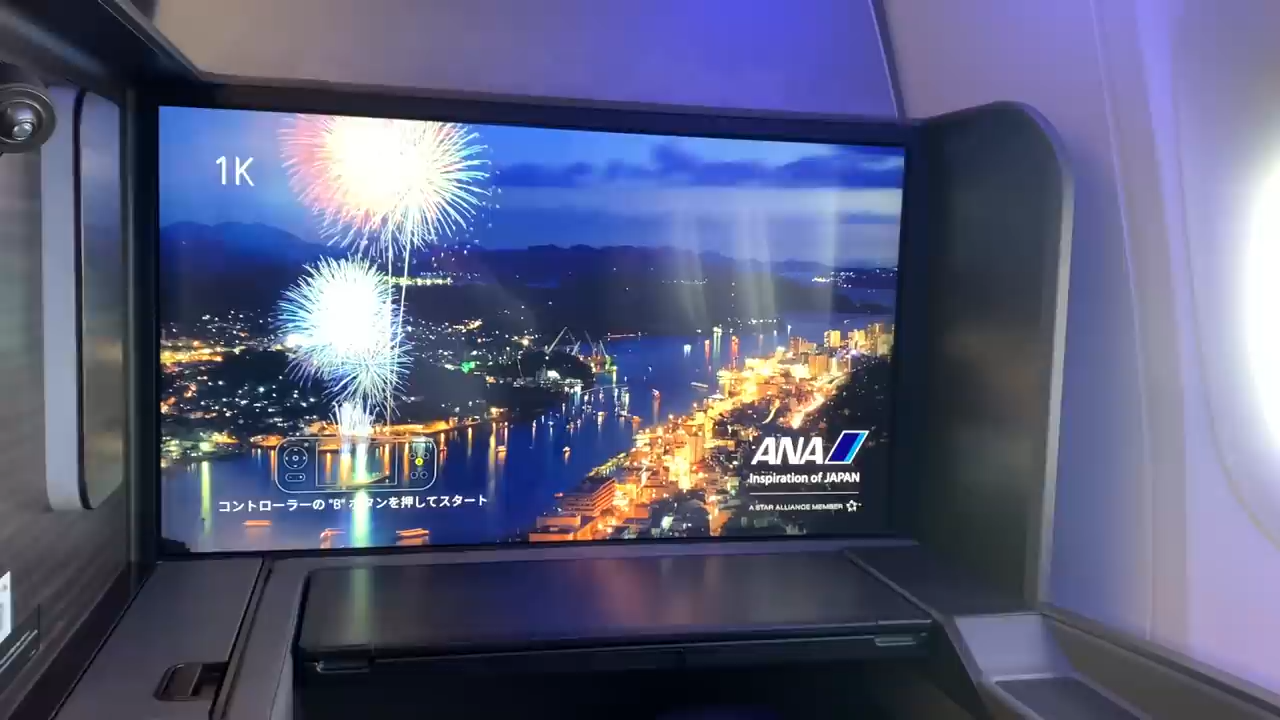 1K
コントローラーの "B" ボタンを押してスタート
ANA
Inspiration of JAPAN
A STAR ALLIANCE MEMBER